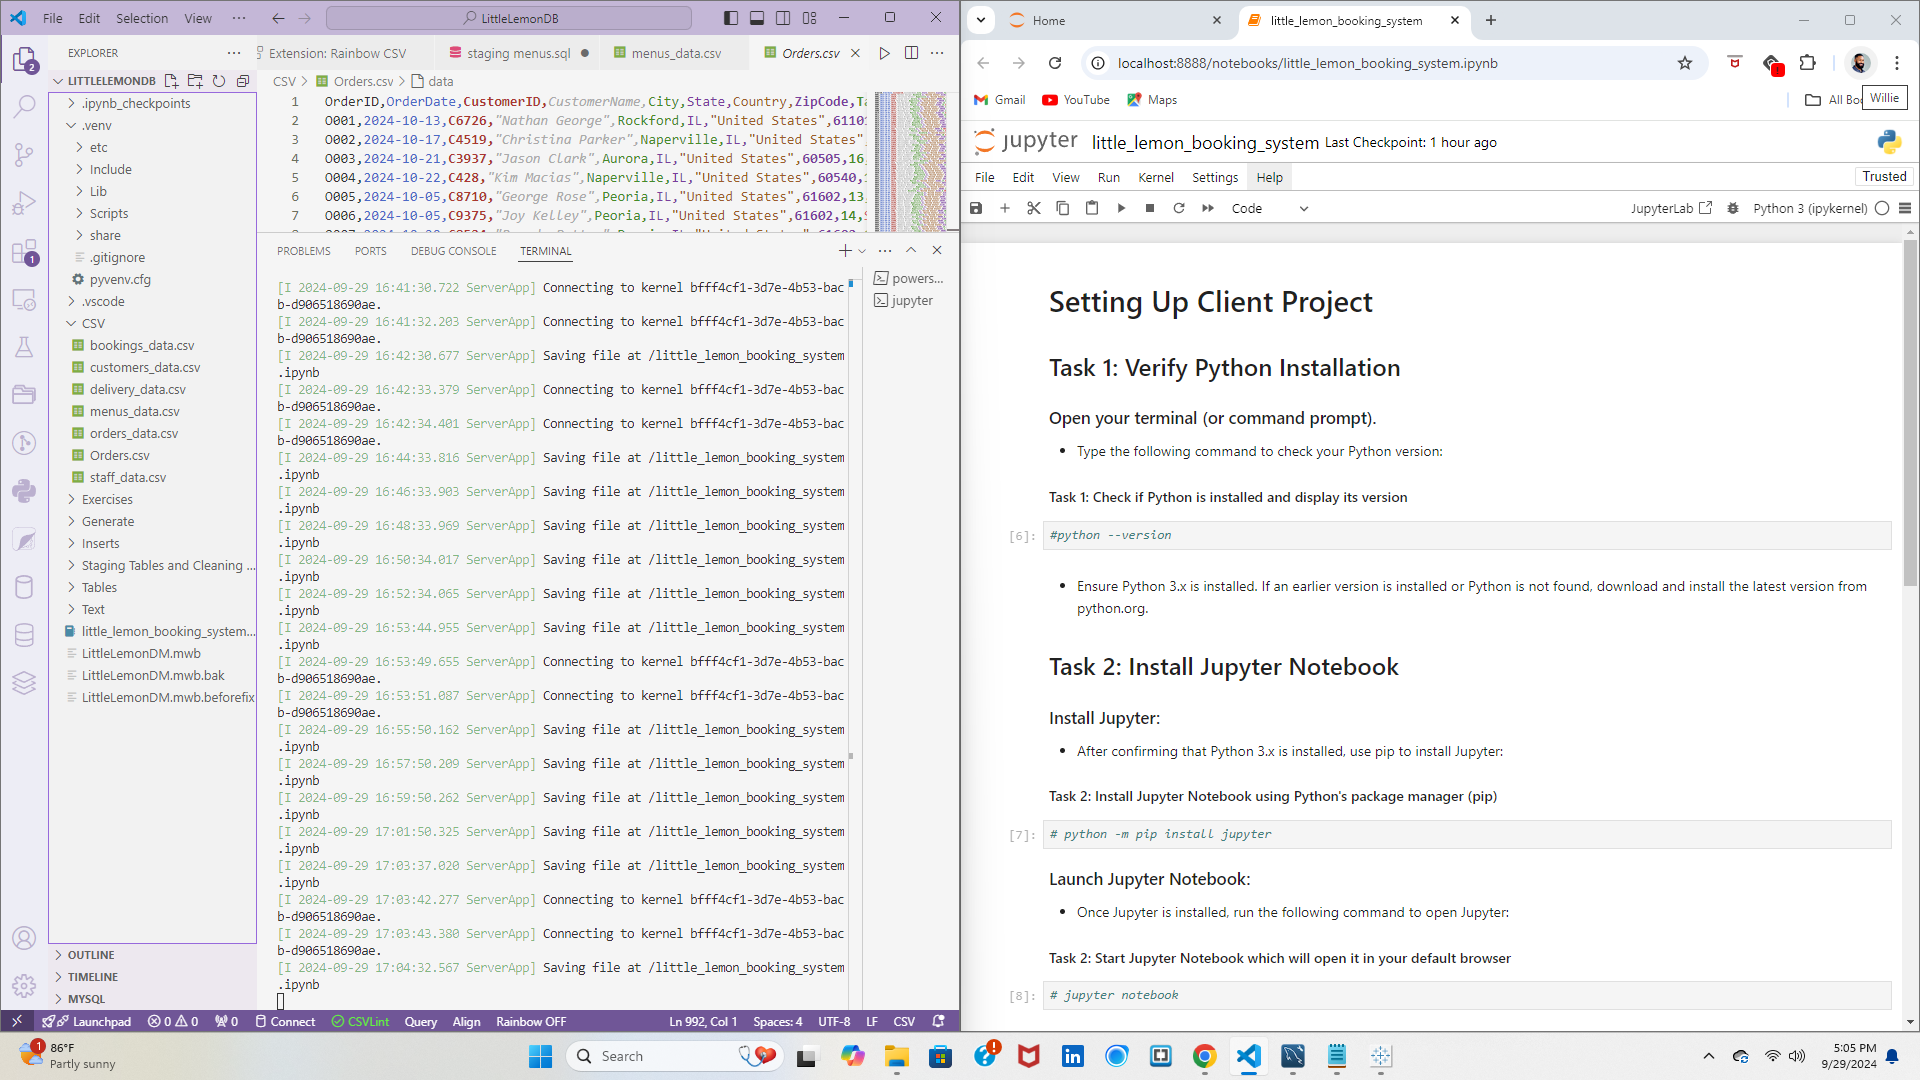 File Edit Selection View ··· LittleLemonDB
EXPLORER
Extension: Rainbow CSV staging menus.sql menus_data.csv Orders.csv
LITTLELEMONDB
CSV > Orders.csv > data
.ipynb_checkpoints
.venv
etc
Include
Lib
Scripts
share
.gitignore
pyvenv.cfg
.vscode
CSV
bookings_data.csv
customers_data.csv
delivery_data.csv
menus_data.csv
orders_data.csv
Orders.csv
staff_data.csv
Exercises
Generate
Inserts
Staging Tables and Cleaning ...
Tables
Text
little_lemon_booking_system...
LittleLemonDM.mwb
LittleLemonDM.mwb.bak
LittleLemonDM.mwb.beforefix
OUTLINE
TIMELINE
MYSQL
1 OrderID,OrderDate,CustomerID,CustomerName,City,State,Country,ZipCode,Ta
2 O001,2024-10-13,C6726,"Nathan George",Rockford,IL,"United States",6110
3 O002,2024-10-17,C4519,"Christina Parker",Naperville,IL,"United States"
4 O003,2024-10-21,C3937,"Jason Clark",Aurora,IL,"United States",60505,16,
5 O004,2024-10-22,C428,"Kim Macias",Naperville,IL,"United States",60540,
6 O005,2024-10-05,C8710,"George Rose",Peoria,IL,"United States",61602,13,
7 O006,2024-10-05,C9375,"Joy Kelley",Peoria,IL,"United States",61602,14,
PROBLEMS PORTS DEBUG CONSOLE TERMINAL
powers...
jupyter
[I 2024-09-29 16:41:30.722 ServerApp] Connecting to kernel bfff4cf1-3d7e-4b53-bac
b-d906518690ae.
[I 2024-09-29 16:41:32.203 ServerApp] Connecting to kernel bfff4cf1-3d7e-4b53-bac
b-d906518690ae.
[I 2024-09-29 16:42:30.677 ServerApp] Saving file at /little_lemon_booking_system
.ipynb
[I 2024-09-29 16:42:33.379 ServerApp] Connecting to kernel bfff4cf1-3d7e-4b53-bac
b-d906518690ae.
[I 2024-09-29 16:42:34.401 ServerApp] Connecting to kernel bfff4cf1-3d7e-4b53-bac
b-d906518690ae.
[I 2024-09-29 16:44:33.816 ServerApp] Saving file at /little_lemon_booking_system
.ipynb
[I 2024-09-29 16:46:33.903 ServerApp] Saving file at /little_lemon_booking_system
.ipynb
[I 2024-09-29 16:48:33.969 ServerApp] Saving file at /little_lemon_booking_system
.ipynb
[I 2024-09-29 16:50:34.017 ServerApp] Saving file at /little_lemon_booking_system
.ipynb
[I 2024-09-29 16:52:34.065 ServerApp] Saving file at /little_lemon_booking_system
.ipynb
[I 2024-09-29 16:53:44.955 ServerApp] Saving file at /little_lemon_booking_system
.ipynb
[I 2024-09-29 16:53:49.655 ServerApp] Connecting to kernel bfff4cf1-3d7e-4b53-bac
b-d906518690ae.
[I 2024-09-29 16:53:51.087 ServerApp] Connecting to kernel bfff4cf1-3d7e-4b53-bac
b-d906518690ae.
[I 2024-09-29 16:55:50.162 ServerApp] Saving file at /little_lemon_booking_system
.ipynb
[I 2024-09-29 16:57:50.209 ServerApp] Saving file at /little_lemon_booking_system
.ipynb
[I 2024-09-29 16:59:50.262 ServerApp] Saving file at /little_lemon_booking_system
.ipynb
[I 2024-09-29 17:01:50.325 ServerApp] Saving file at /little_lemon_booking_system
.ipynb
[I 2024-09-29 17:03:37.020 ServerApp] Saving file at /little_lemon_booking_system
.ipynb
[I 2024-09-29 17:03:42.277 ServerApp] Connecting to kernel bfff4cf1-3d7e-4b53-bac
b-d906518690ae.
[I 2024-09-29 17:03:43.380 ServerApp] Connecting to kernel bfff4cf1-3d7e-4b53-bac
b-d906518690ae.
[I 2024-09-29 17:04:32.567 ServerApp] Saving file at /little_lemon_booking_system
.ipynb
Launchpad 0 0 0 Connect CSVLint Query Align Rainbow OFF Ln 992, Col 1 Spaces: 4 UTF-8 LF CSV
Home little_lemon_booking_system
localhost:8888/notebooks/little_lemon_booking_system.ipynb
Gmail YouTube Maps All Boo Willie
jupyter little_lemon_booking_system Last Checkpoint: 1 hour ago
File Edit View Run Kernel Settings Help Trusted
Code JupyterLab Python 3 (ipykernel)
Setting Up Client Project
Task 1: Verify Python Installation
Open your terminal (or command prompt).
• Type the following command to check your Python version:
Task 1: Check if Python is installed and display its version
[6]: #python --version
• Ensure Python 3.x is installed. If an earlier version is installed or Python is not found, download and install the latest version from
python.org.
Task 2: Install Jupyter Notebook
Install Jupyter:
• After confirming that Python 3.x is installed, use pip to install Jupyter:
Task 2: Install Jupyter Notebook using Python's package manager (pip)
[7]: # python -m pip install jupyter
Launch Jupyter Notebook:
• Once Jupyter is installed, run the following command to open Jupyter:
Task 2: Start Jupyter Notebook which will open it in your default browser
[8]: # jupyter notebook
1 86°F
Partly sunny
Search
5:05 PM
9/29/2024